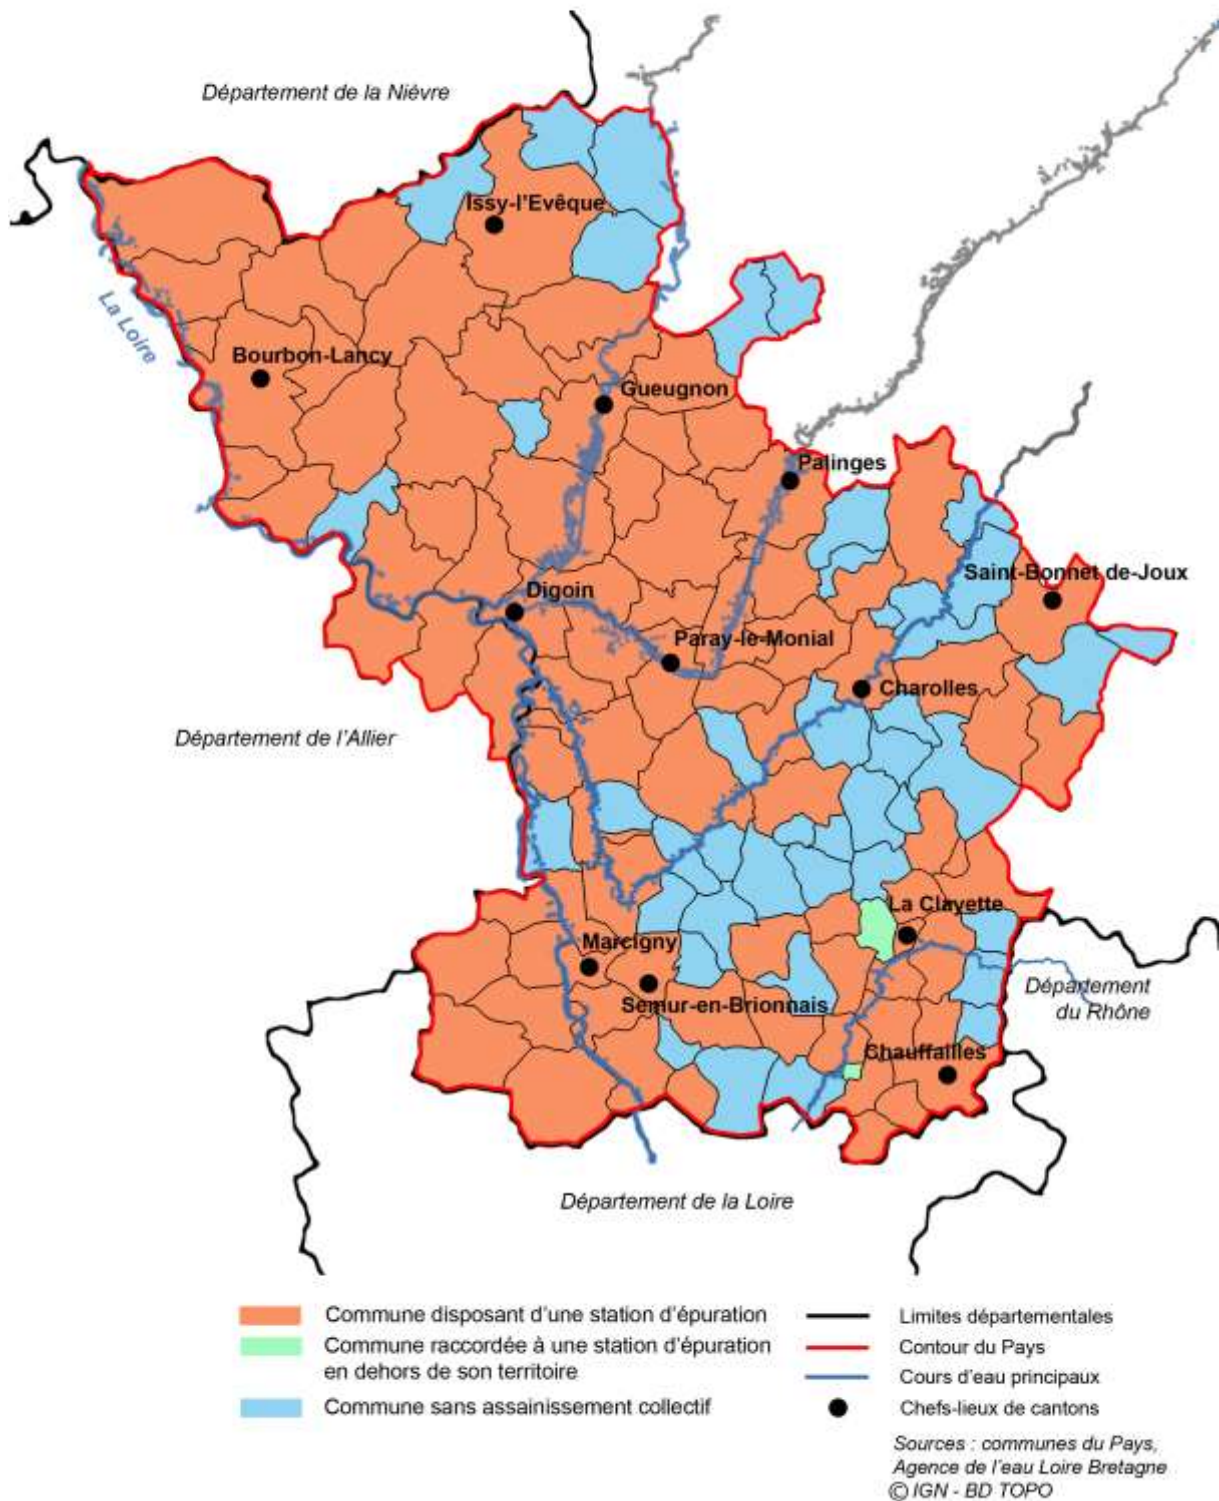 Département de la Nièvre
Issy-l'Evêque
La Loire
Bourbon-Lancy
Gueugnon
Palinges
Saint-Bonnet de-Joux
Digoin
Paray-le-Monial
Charolles
Département de l'Allier
La Clayette
Marcigny
Semur-en-Brionnais
Département
du Rhône
Chauffailles
Département de la Loire
Commune disposant d'une station d'épuration
Commune raccordée à une station d'épuration
en dehors de son territoire
Commune sans assainissement collectif
Limites départementales
Contour du Pays
Cours d'eau principaux
Chefs-lieux de cantons
Sources : communes du Pays,
Agence de l'eau Loire Bretagne
© IGN - BD TOPO